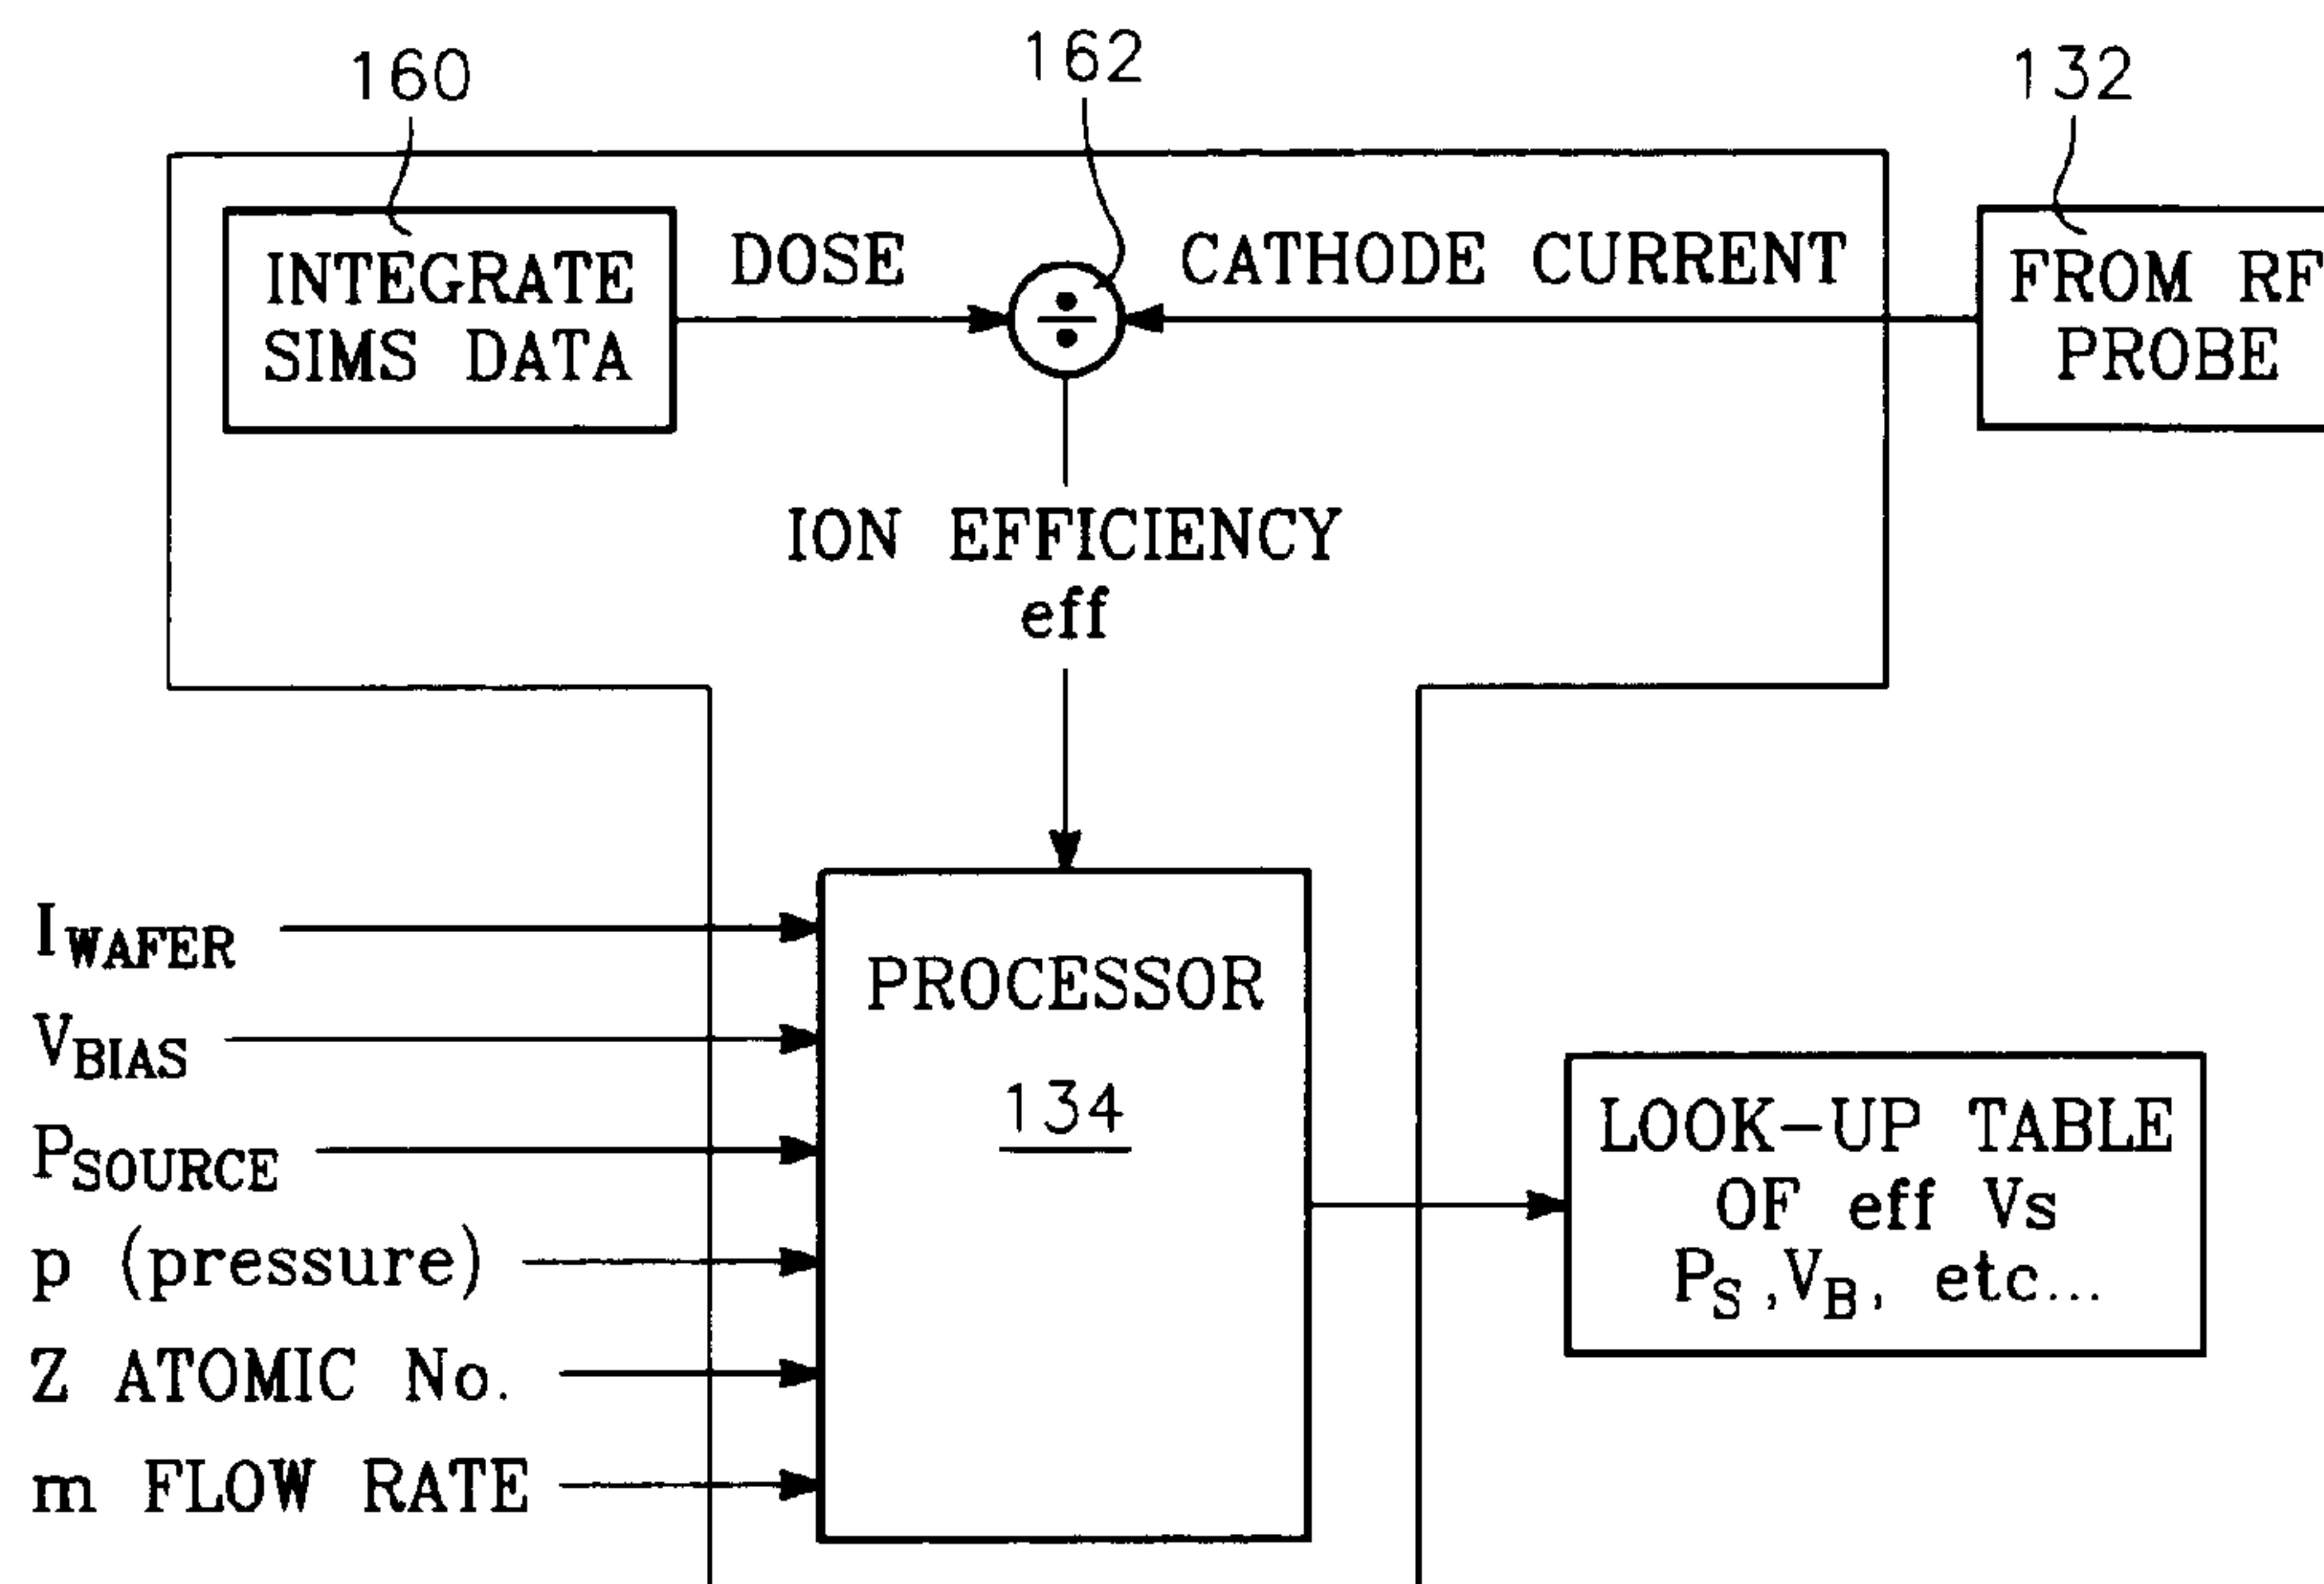 160
162
132
INTEGRATE
SIMS DATA
DOSE
÷
CATHODE CURRENT
FROM RF
PROBE
ION EFFICIENCY
eff
IWAFER
VBIAS
PSOURCE
p (pressure)
Z ATOMIC No.
m FLOW RATE
PROCESSOR
134
LOOK-UP TABLE
OF eff Vs
PS,VB, etc...